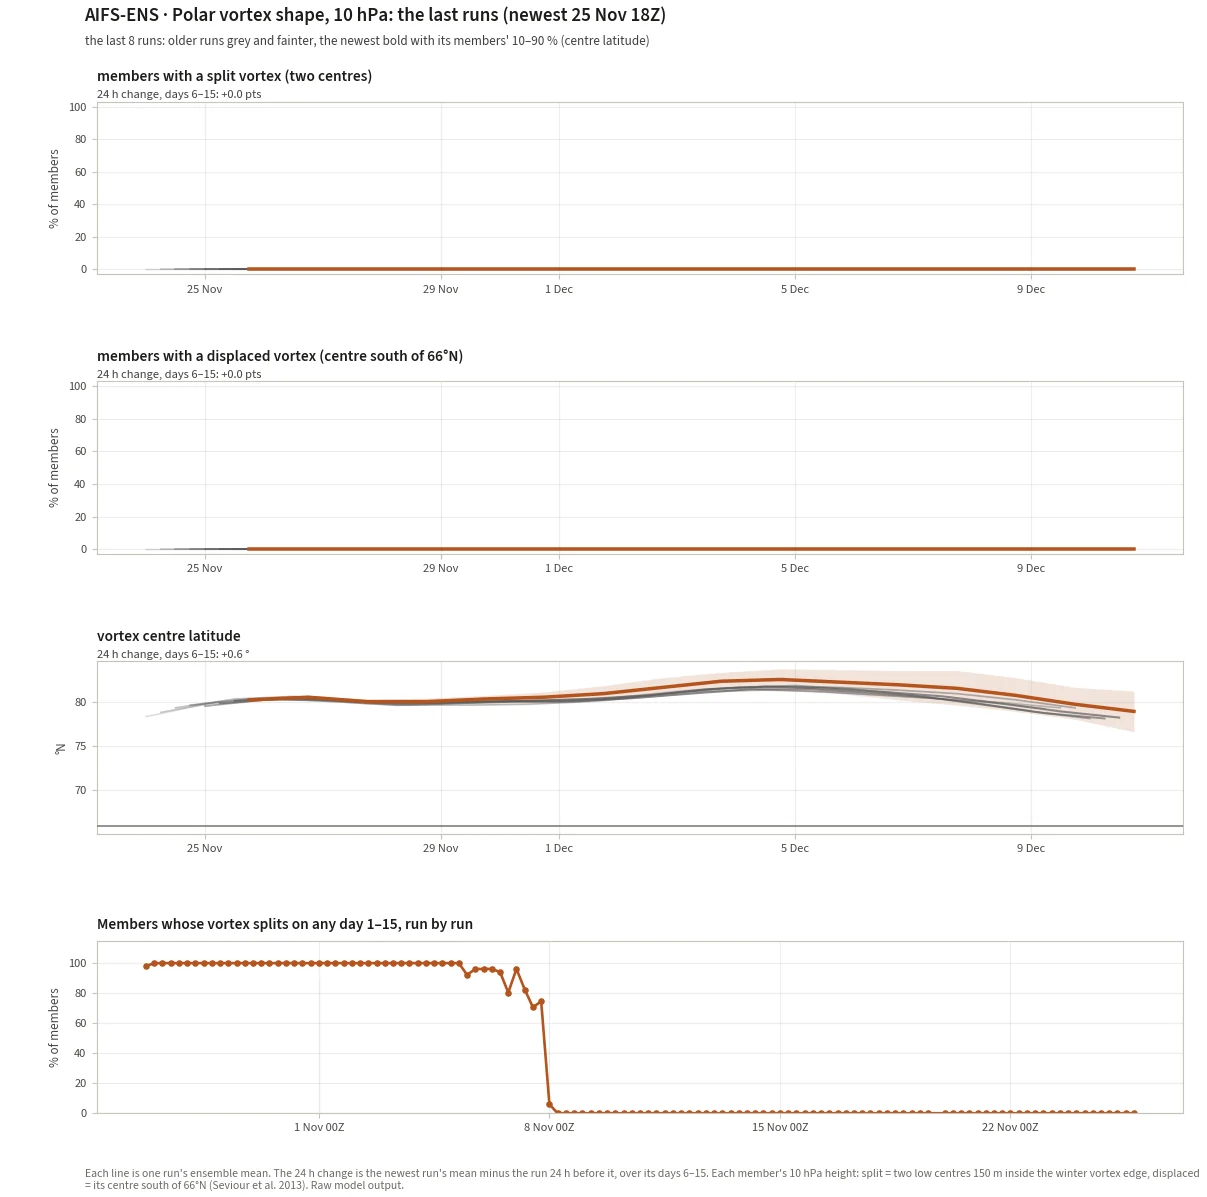 AIFS-ENS · Polar vortex shape, 10 hPa: the last runs (newest 25 Nov 18Z)
the last 8 runs: older runs grey and fainter, the newest bold with its members' 10–90 % (centre latitude)
members with a split vortex (two centres)
24 h change, days 6–15: +0.0 pts
100
80
60
40
20
0
% of members
25 Nov
29 Nov
1 Dec
5 Dec
9 Dec
members with a displaced vortex (centre south of 66°N)
24 h change, days 6–15: +0.0 pts
100
80
60
40
20
0
% of members
25 Nov
29 Nov
1 Dec
5 Dec
9 Dec
vortex centre latitude
24 h change, days 6–15: +0.6 °
80
75
70
°N
25 Nov
29 Nov
1 Dec
5 Dec
9 Dec
Members whose vortex splits on any day 1–15, run by run
100
80
60
40
20
0
% of members
1 Nov 00Z
8 Nov 00Z
15 Nov 00Z
22 Nov 00Z
Each line is one run's ensemble mean. The 24 h change is the newest run's mean minus the run 24 h before it, over its days 6–15. Each member's 10 hPa height: split = two low centres 150 m inside the winter vortex edge, displaced
= its centre south of 66°N (Seviour et al. 2013). Raw model output.